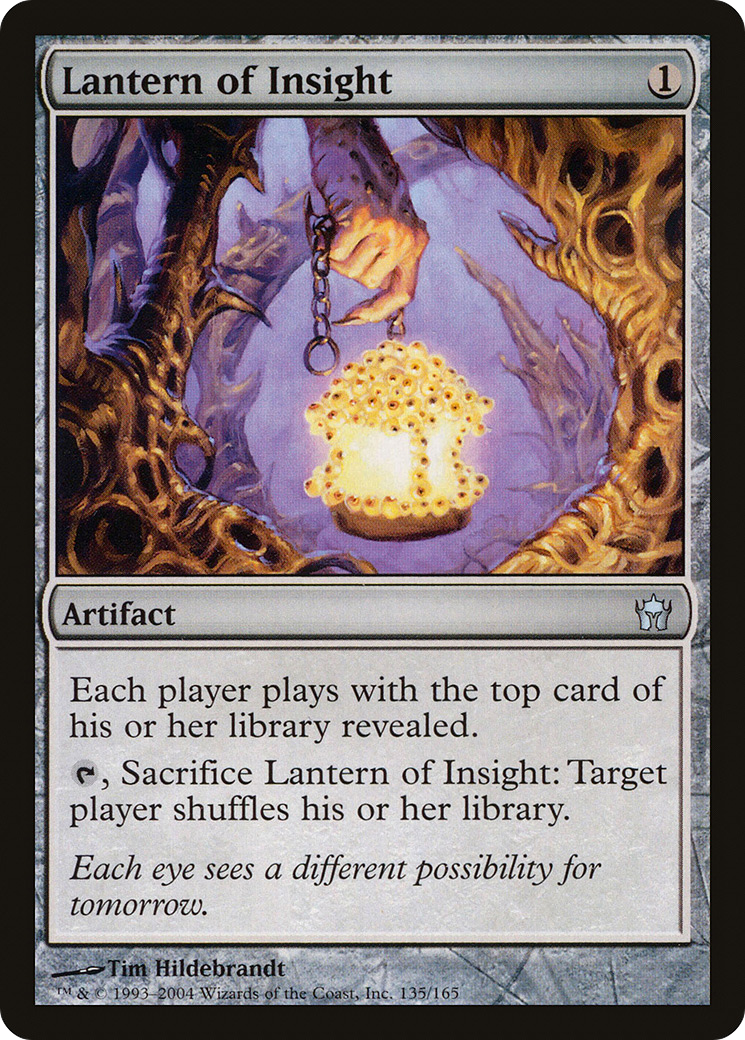 Lantern of Insight
1
Artifact
Each player plays with the top card of
his or her library revealed.
, Sacrifice Lantern of Insight: Target
player shuffles his or her library.
Each eye sees a different possibility for
tomorrow.
Tim Hildebrandt
™ & © 1993–2004 Wizards of the Coast, Inc. 135/165